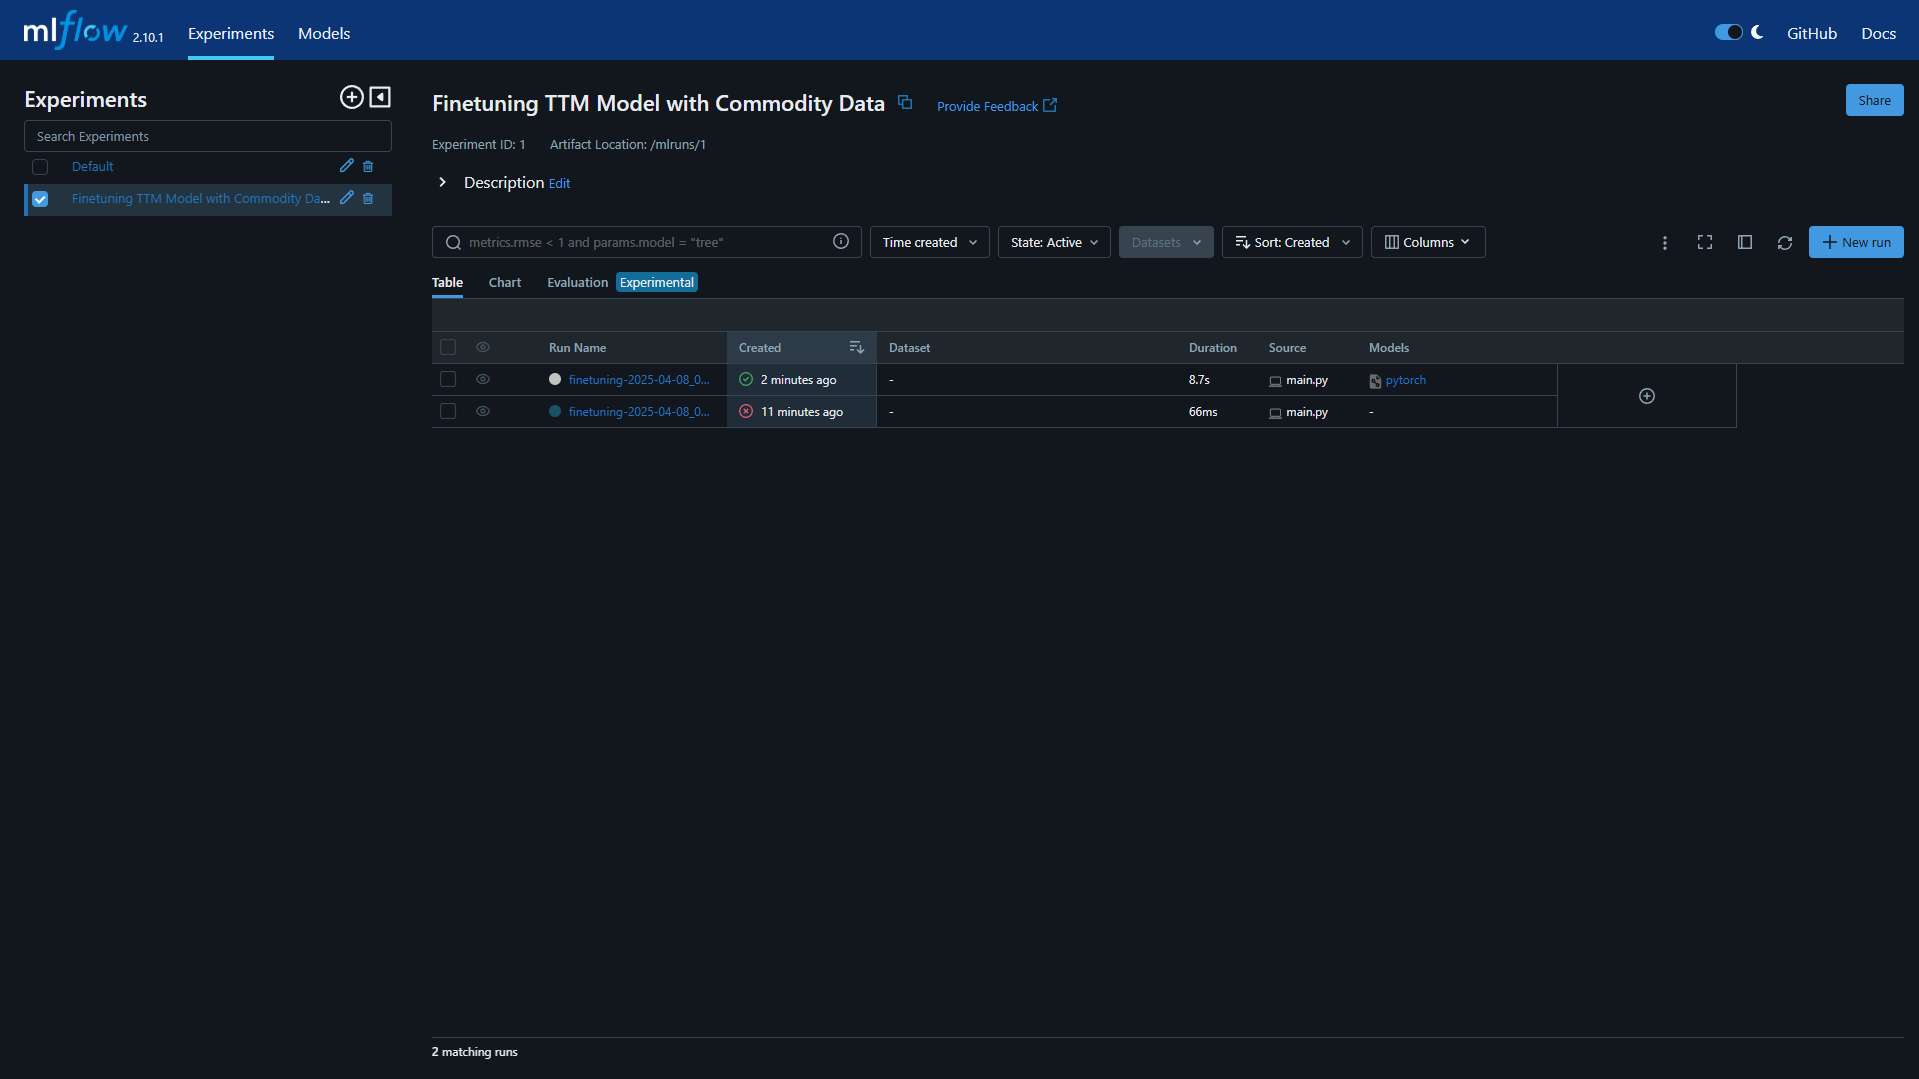 mlflow 2.10.1 Experiments Models GitHub Docs
Experiments
Search Experiments
Default
Finetuning TTM Model with Commodity Da...
Finetuning TTM Model with Commodity Data Provide Feedback Share
Experiment ID: 1 Artifact Location: /mlruns/1
Description Edit
metrics.rmse < 1 and params.model = "tree" Time created State: Active Datasets Sort: Created Columns New run
Table Chart Evaluation Experimental
Run Name Created Dataset Duration Source Models
finetuning-2025-04-08_0... 2 minutes ago - 8.7s main.py pytorch
finetuning-2025-04-08_0... 11 minutes ago - 66ms main.py -
2 matching runs